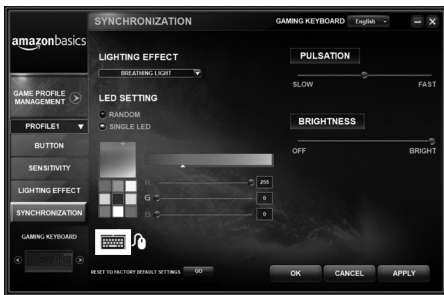 SYNCHRONIZATION
GAMING KEYBOARD English
amazonbasics
LIGHTING EFFECT
BREATHING LIGHT
PULSATION
SLOW FAST
GAME PROFILE
MANAGEMENT
LED SETTING
RANDOM
SINGLE LED
PROFILE1
BRIGHTNESS
OFF BRIGHT
BUTTON
SENSITIVITY
LIGHTING EFFECT
SYNCHRONIZATION
R 255
G 0
B 0
GAMING KEYBOARD
RESET TO FACTORY DEFAULT SETTINGS GO
OK CANCEL APPLY